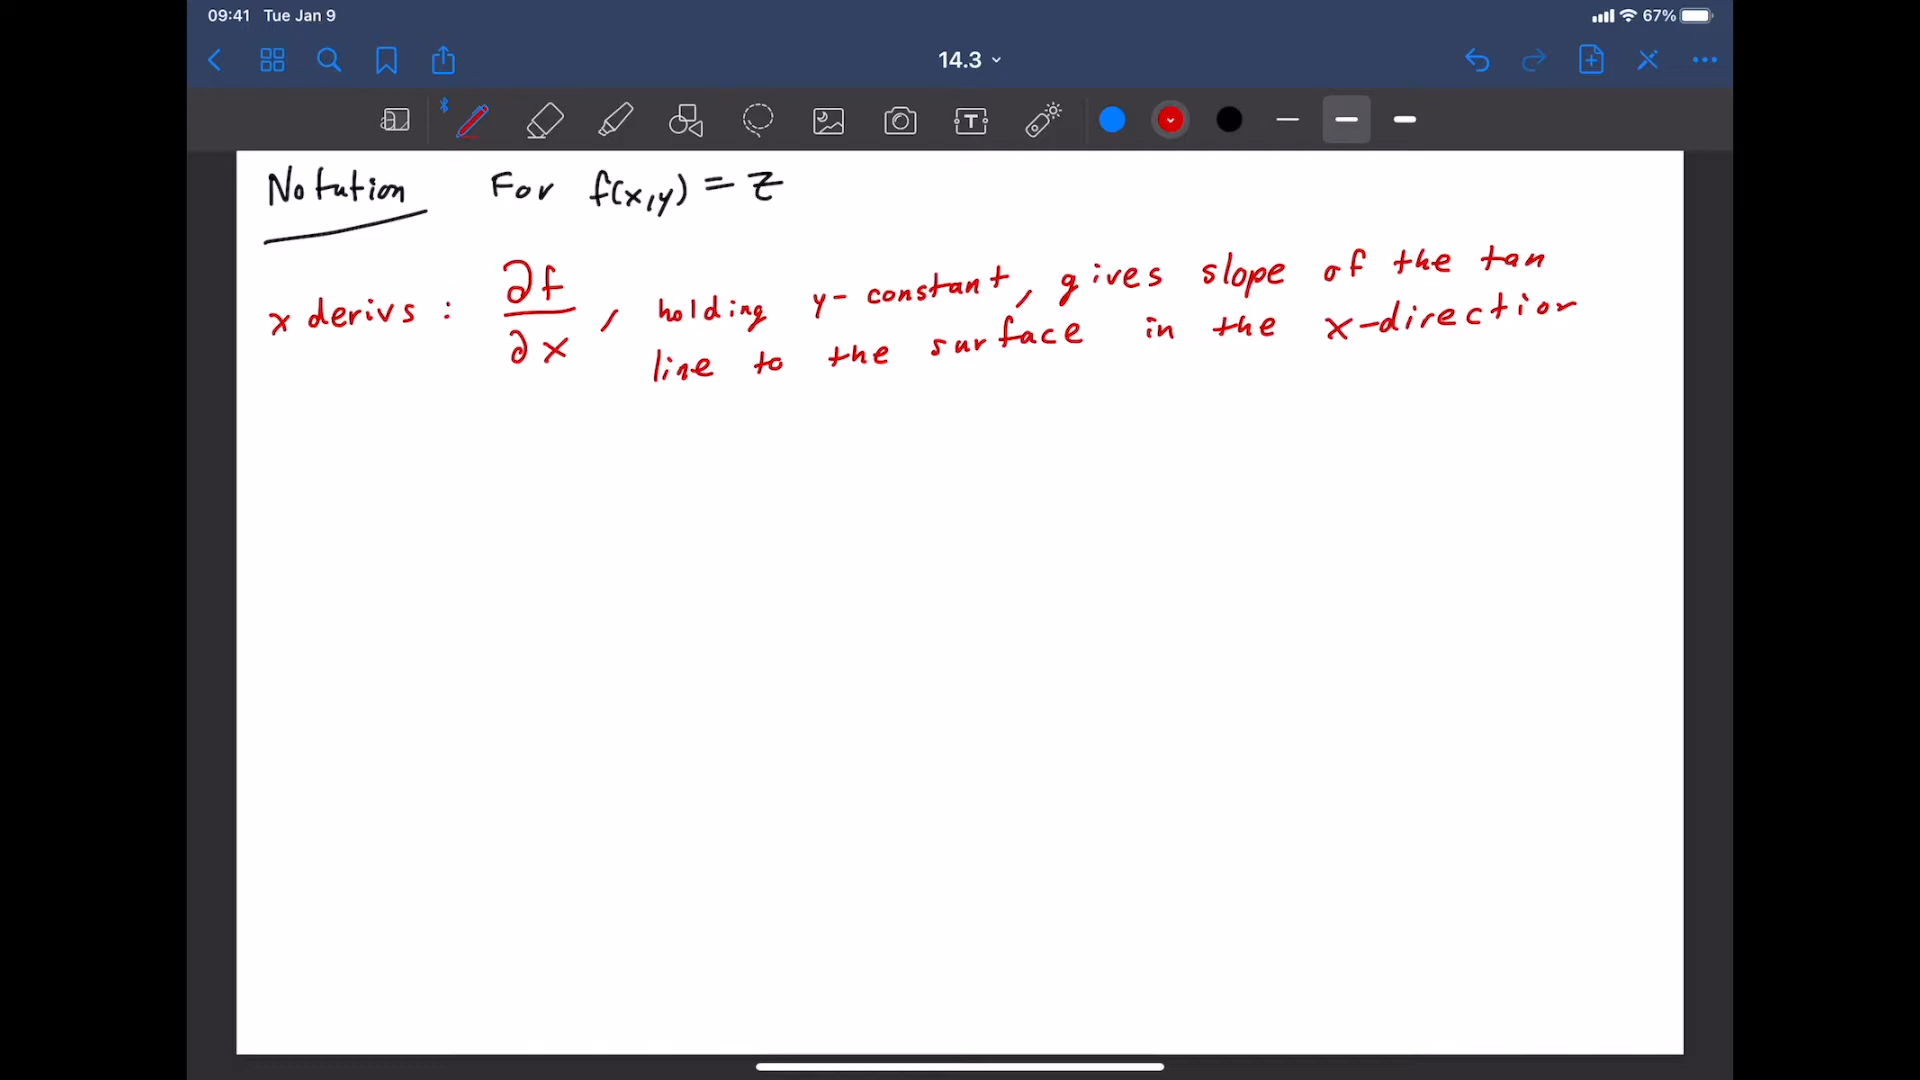 09:41 Tue Jan 9 67%
14.3
T
Notation For f(x,y) = z
x derivs : ∂f/∂x , holding y-constant, gives slope of the tan
line to the surface in the x-direction